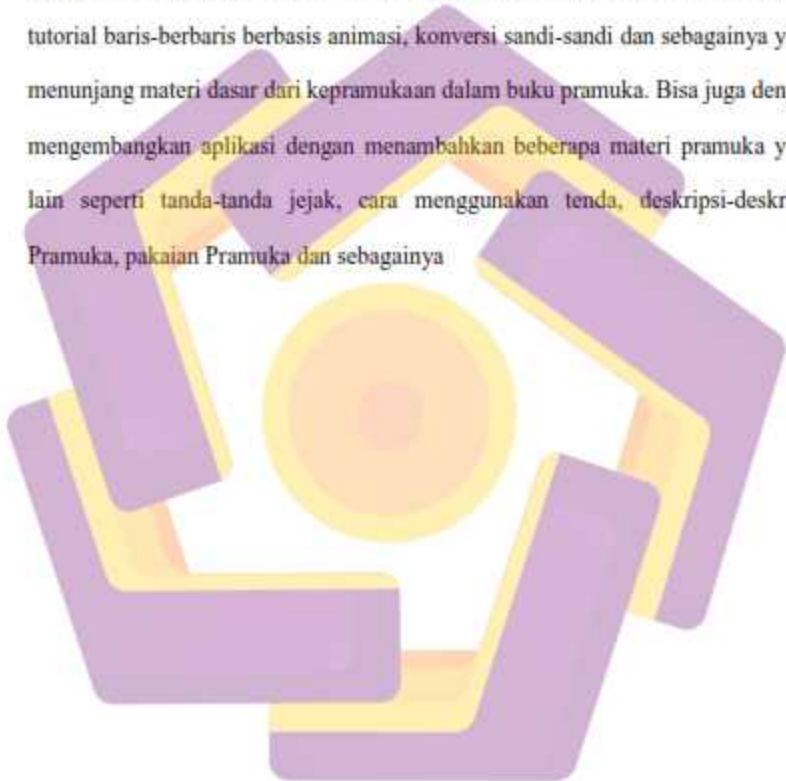 tutorial baris-berbaris berbasis animasi, konversi sandi-sandi dan sebagainya y
menunjang materi dasar dari kepramukaan dalam buku pramuka. Bisa juga den
mengembangkan aplikasi dengan menambahkan beberapa materi pramuka y
lain seperti tanda-tanda jejak, cara menggunakan tenda, deskripsi-deskr
Pramuka, pakaian Pramuka dan sebagainya